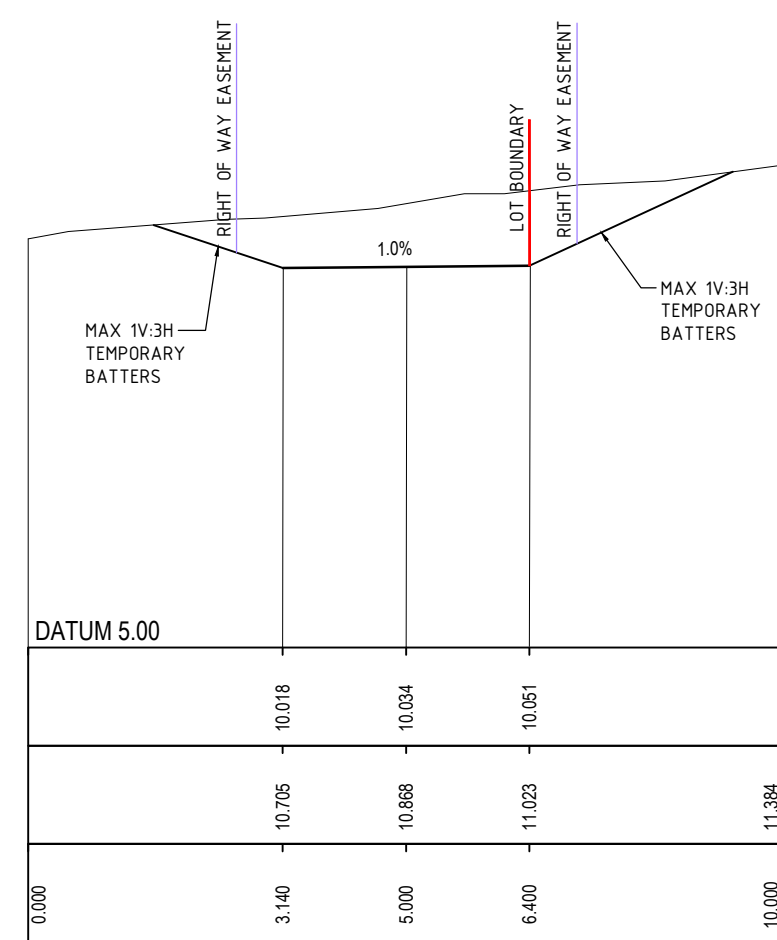 RIGHT OF WAY EASEMENT
LOT BOUNDARY
RIGHT OF WAY EASEMENT
1.0%
MAX 1V:3H
TEMPORARY
BATTERS
MAX 1V:3H
TEMPORARY
BATTERS
DATUM 5.00
10.018
10.034
10.051
10.705
10.868
11.023
11.384
0.000
3.140
5.000
6.400
10.000